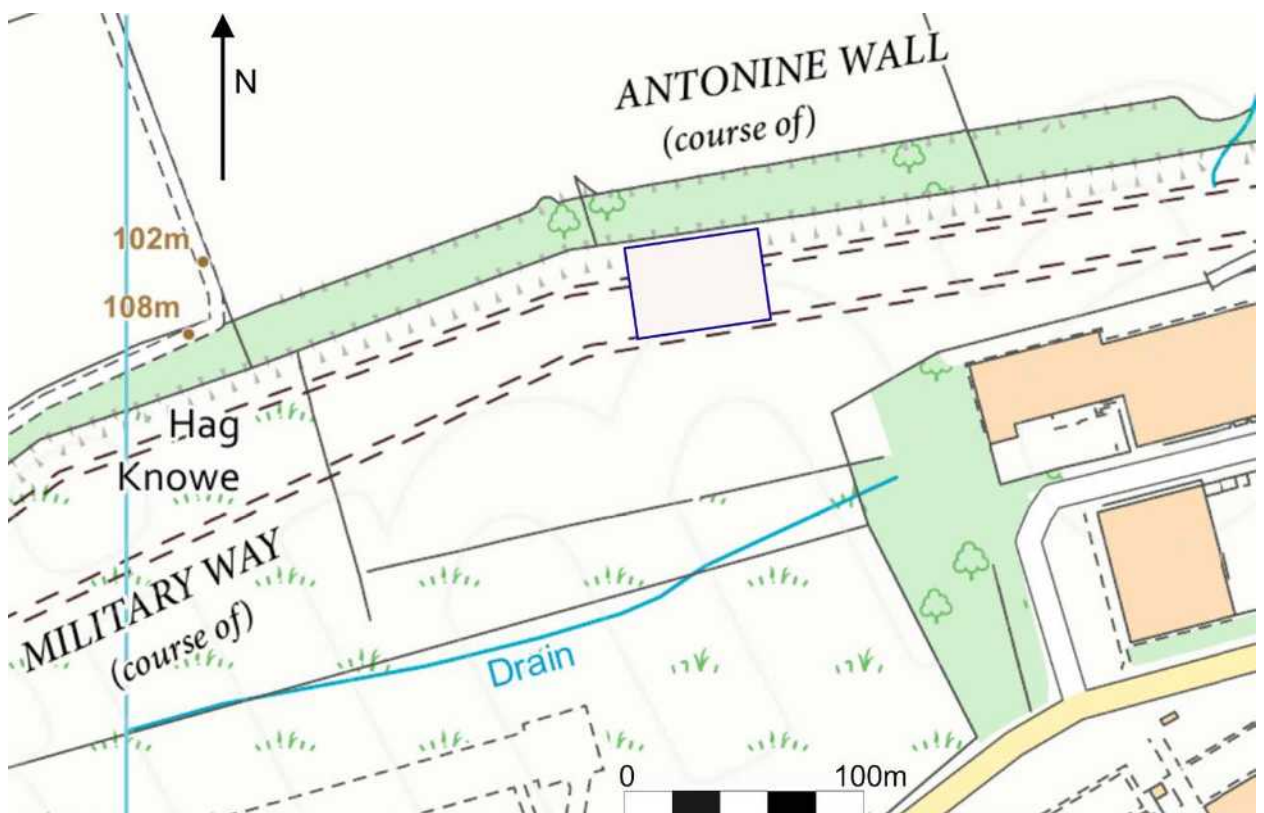 N
ANTONINE WALL
(course of)
102m
108m
Hag
Knowe
MILITARY WAY
(course of)
Drain
0 100m